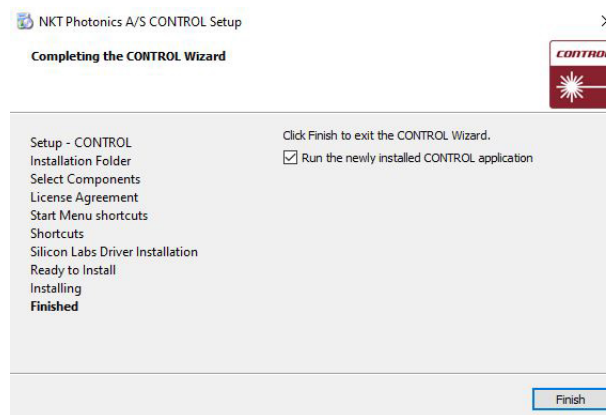 NKT Photonics A/S CONTROL Setup
Completing the CONTROL Wizard
CONTROL
Setup - CONTROL
Installation Folder
Select Components
License Agreement
Start Menu shortcuts
Shortcuts
Silicon Labs Driver Installation
Ready to Install
Installing
Finished
Click Finish to exit the CONTROL Wizard.
Run the newly installed CONTROL application
Finish